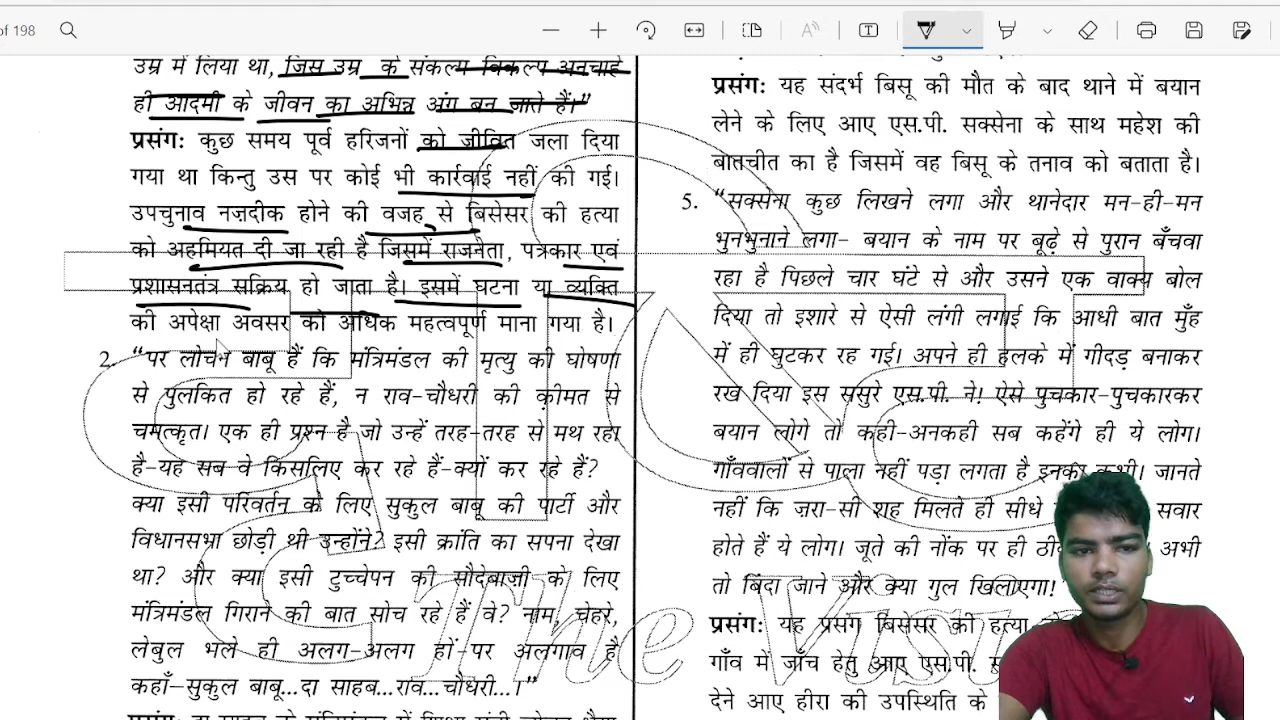 of 198
उम्र में लिया था, जिस उम्र के संकल्प विकल्प अनचाहे
ही आदमी के जीवन का अभिन्न अंग बन जाते हैं।"
प्रसंग: कुछ समय पूर्व हरिजनों को जीवित जला दिया
गया था किन्तु उस पर कोई भी कार्रवाई नहीं की गई।
उपचुनाव नजदीक होने की वजह से बिसेसर की हत्या
को अहमियत दी जा रही है जिसमें राजनेता, पत्रकार एवं
प्रशासनतंत्र सक्रिय हो जाता है। इसमें घटना या व्यक्ति
की अपेक्षा अवसर को अधिक महत्वपूर्ण माना गया है।
2. "पर लोचन बाबू हैं कि मंत्रिमंडल की मृत्यु की घोषणा
से पुलकित हो रहे हैं, न राव-चौधरी की क़ीमत से
चमत्कृत। एक ही प्रश्न है जो उन्हें तरह-तरह से मथ रहा
है-यह सब वे किसलिए कर रहे हैं-क्यों कर रहे हैं?
क्या इसी परिवर्तन के लिए सुकुल बाबू की पार्टी और
विधानसभा छोड़ी थी उन्होंने? इसी क्रांति का सपना देखा
था? और क्या इसी टुच्चेपन की सौदेबाज़ी के लिए
मंत्रिमंडल गिराने की बात सोच रहे हैं वे? नाम, चेहरे,
लेबुल भले ही अलग-अलग हों-पर अलगाव है
कहाँ-सुकुल बाबू...दा साहब...राव...चौधरी...।"
प्रसंग: यह संदर्भ बिसू की मौत के बाद थाने में बयान
लेने के लिए आए एस.पी. सक्सेना के साथ महेश की
बातचीत का है जिसमें वह बिसू के तनाव को बताता है।
5. "सक्सेना कुछ लिखने लगा और थानेदार मन-ही-मन
भुनभुनाने लगा- बयान के नाम पर बूढ़े से पुरान बँचवा
रहा है पिछले चार घंटे से और उसने एक वाक्य बोल
दिया तो इशारे से ऐसी लंगी लगाई कि आधी बात मुँह
में ही घुटकर रह गई। अपने ही हलके में गीदड़ बनाकर
रख दिया इस ससुरे एस.पी. ने! ऐसे पुचकार-पुचकारकर
बयान लोगे तो कही-अनकही सब कहेंगे ही ये लोग।
गाँववालों से पाला नहीं पड़ा लगता है इनका कभी। जानते
नहीं कि ज़रा-सी शह मिलते ही सीधे सवार
होते हैं ये लोग। जूते की नोंक पर ही अभी
तो बिंदा जाने और क्या गुल खिलाएगा!
प्रसंग: यह प्रसंग बिसेसर की हत्या
गाँव में जाँच हेतु आए एस.पी.
देने आए हीरा की उपस्थिति के